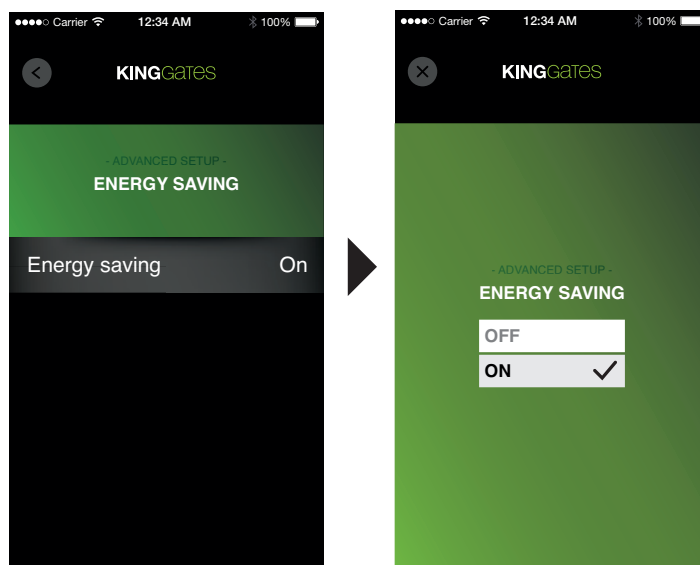 Carrier 12:34 AM 100%
KINGGATES
- ADVANCED SETUP -
ENERGY SAVING
Energy saving On
Carrier 12:34 AM 100%
KINGGATES
- ADVANCED SETUP -
ENERGY SAVING
OFF
ON